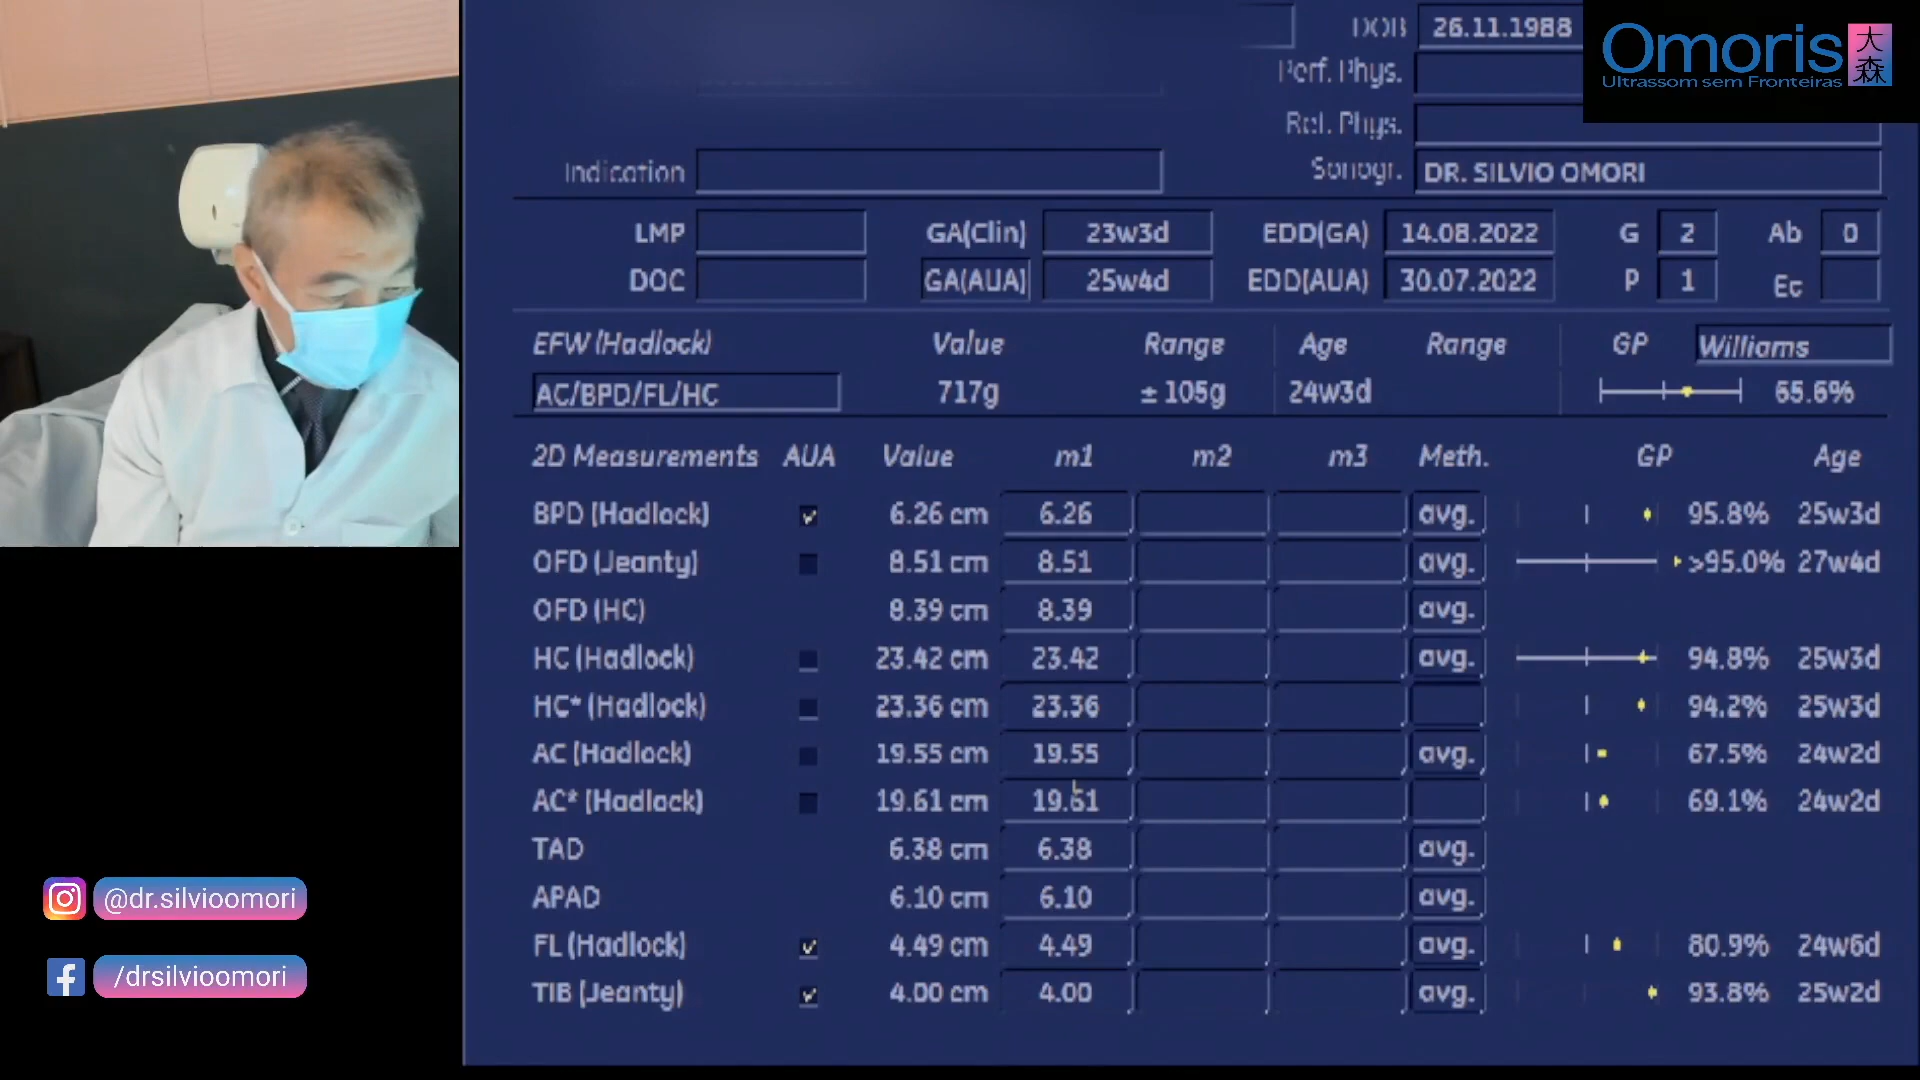 DOB 26.11.1988
Omoris 大森
Ultrassom sem Fronteiras
Perf. Phys.
Ref. Phys.
Indication Sonogr. DR. SILVIO OMORI
LMP GA(Clin) 23w3d EDD(GA) 14.08.2022 G 2 Ab 0
DOC GA(AUA) 25w4d EDD(AUA) 30.07.2022 P 1 Ec
EFW (Hadlock) Value Range Age Range GP Williams
AC/BPD/FL/HC 717g ± 105g 24w3d 65.6%
2D Measurements AUA Value m1 m2 m3 Meth. GP Age
BPD (Hadlock) 6.26 cm 6.26 avg. 95.8% 25w3d
OFD (Jeanty) 8.51 cm 8.51 avg. >95.0% 27w4d
OFD (HC) 8.39 cm 8.39 avg.
HC (Hadlock) 23.42 cm 23.42 avg. 94.8% 25w3d
HC* (Hadlock) 23.36 cm 23.36 94.2% 25w3d
AC (Hadlock) 19.55 cm 19.55 avg. 67.5% 24w2d
AC* (Hadlock) 19.61 cm 19.61 69.1% 24w2d
TAD 6.38 cm 6.38 avg.
APAD 6.10 cm 6.10 avg.
FL (Hadlock) 4.49 cm 4.49 avg. 80.9% 24w6d
TIB (Jeanty) 4.00 cm 4.00 avg. 93.8% 25w2d
@dr.silvioomori
/drsilvioomori